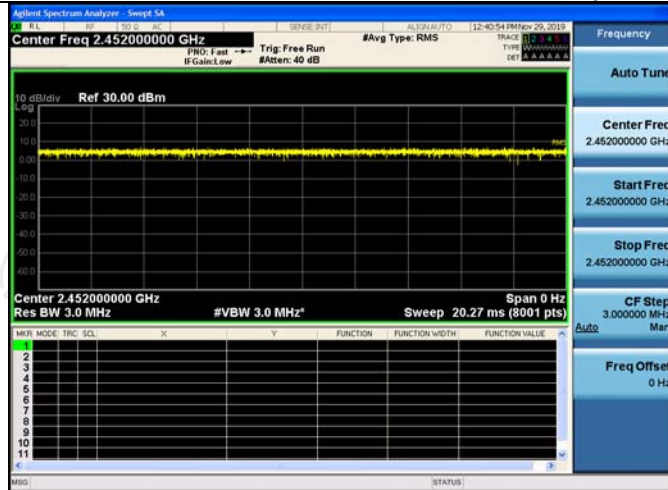 Agilent Spectrum Analyzer - Swept SA
RL RF 50 Ω AC SENSE:INT ALIGN AUTO 12:40:54 PM Nov 29, 2019
Center Freq 2.452000000 GHz
PNO: Fast
IFGain:Low
Trig: Free Run
#Atten: 40 dB
#Avg Type: RMS
TRACE 1 2 3 4 5 6
TYPE
DET A A A A A A
Frequency
Auto Tune
10 dB/div Ref 30.00 dBm
Log
20.0
10.0
RMS
0.00
-10.0
-20.0
-30.0
-40.0
-50.0
-60.0
Center Freq
2.452000000 GHz
Start Freq
2.452000000 GHz
Stop Freq
2.452000000 GHz
Center 2.452000000 GHz Span 0 Hz
Res BW 3.0 MHz #VBW 3.0 MHz* Sweep 20.27 ms (8001 pts)
CF Step
3.000000 MHz
Auto Man
MKR MODE TRC SCL X Y FUNCTION FUNCTION WIDTH FUNCTION VALUE
1
2
3
4
5
6
7
8
9
10
11
Freq Offset
0 Hz
MSG STATUS